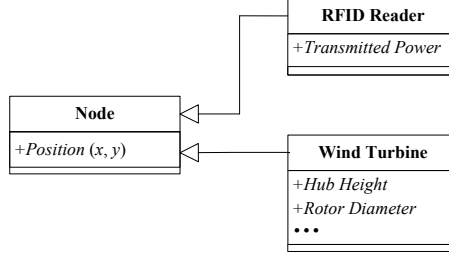 RFID Reader
+Transmitted Power
Node
+Position (x, y)
Wind Turbine
+Hub Height
+Rotor Diameter
•••